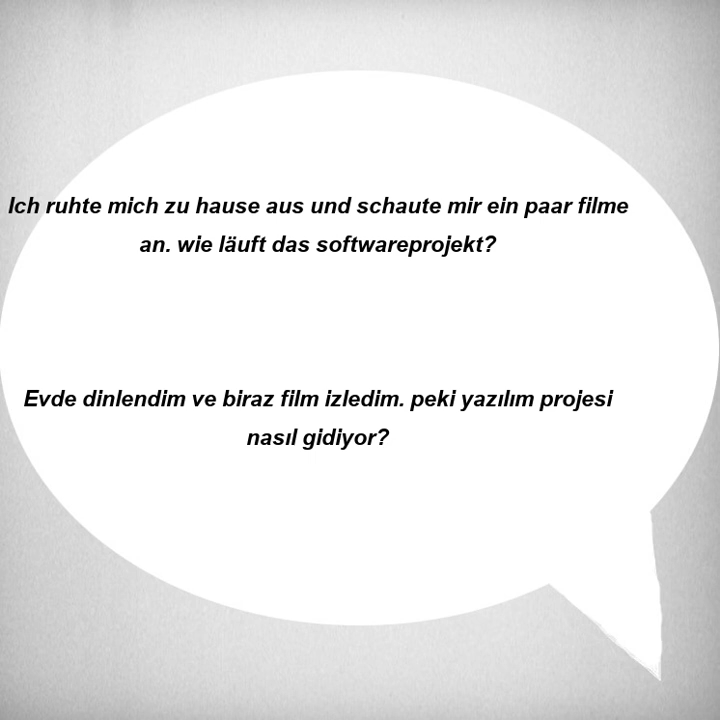 Ich ruhte mich zu hause aus und schaute mir ein paar filme
an. wie läuft das softwareprojekt?
Evde dinlendim ve biraz film izledim. peki yazılım projesi
nasıl gidiyor?